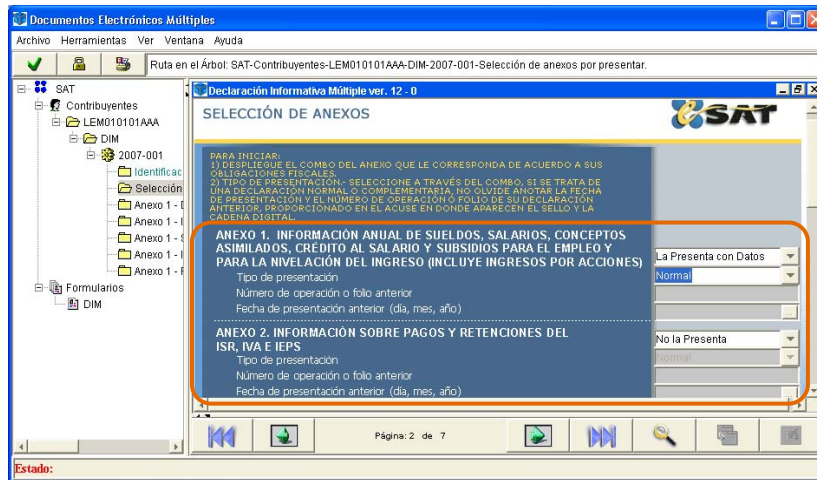 Documentos Electrónicos Múltiples
Archivo Herramientas Ver Ventana Ayuda
Ruta en el Árbol: SAT-Contribuyentes-LEM010101AAA-DIM-2007-001-Selección de anexos por presentar.
SAT
Contribuyentes
LEM010101AAA
DIM
2007-001
Identificac
Selección
Anexo 1 - I
Anexo 1 - S
Anexo 1 - I
Formularios
DIM
Declaración Informativa Múltiple ver. 12 - 0
SELECCIÓN DE ANEXOS
SAT
PARA INICIAR:
1) DESPLIEGUE EL COMBO DEL ANEXO QUE LE CORRESPONDA DE ACUERDO A SUS
OBLIGACIONES FISCALES.
2) TIPO DE PRESENTACIÓN.- SELECCIONE A TRAVÉS DEL COMBO, SI SE TRATA DE
UNA DECLARACIÓN NORMAL O COMPLEMENTARIA, NO OLVIDE ANOTAR LA FECHA
DE PRESENTACIÓN Y EL NÚMERO DE OPERACIÓN Ó FOLIO DE SU DECLARACIÓN
ANTERIOR, PROPORCIONADO EN EL ACUSE EN DONDE APARECEN EL SELLO Y LA
CADENA DIGITAL.
ANEXO 1. INFORMACIÓN ANUAL DE SUELDOS, SALARIOS, CONCEPTOS
ASIMILADOS, CRÉDITO AL SALARIO Y SUBSIDIOS PARA EL EMPLEO Y
PARA LA NIVELACIÓN DEL INGRESO (INCLUYE INGRESOS POR ACCIONES)
La Presenta con Datos
Tipo de presentación
Normal
Número de operación o folio anterior
Fecha de presentación anterior (día, mes, año)
...
ANEXO 2. INFORMACIÓN SOBRE PAGOS Y RETENCIONES DEL
ISR, IVA E IEPS
No la Presenta
Tipo de presentación
Normal
Número de operación o folio anterior
Fecha de presentación anterior (día, mes, año)
...
Página: 2 de 7
Estado: